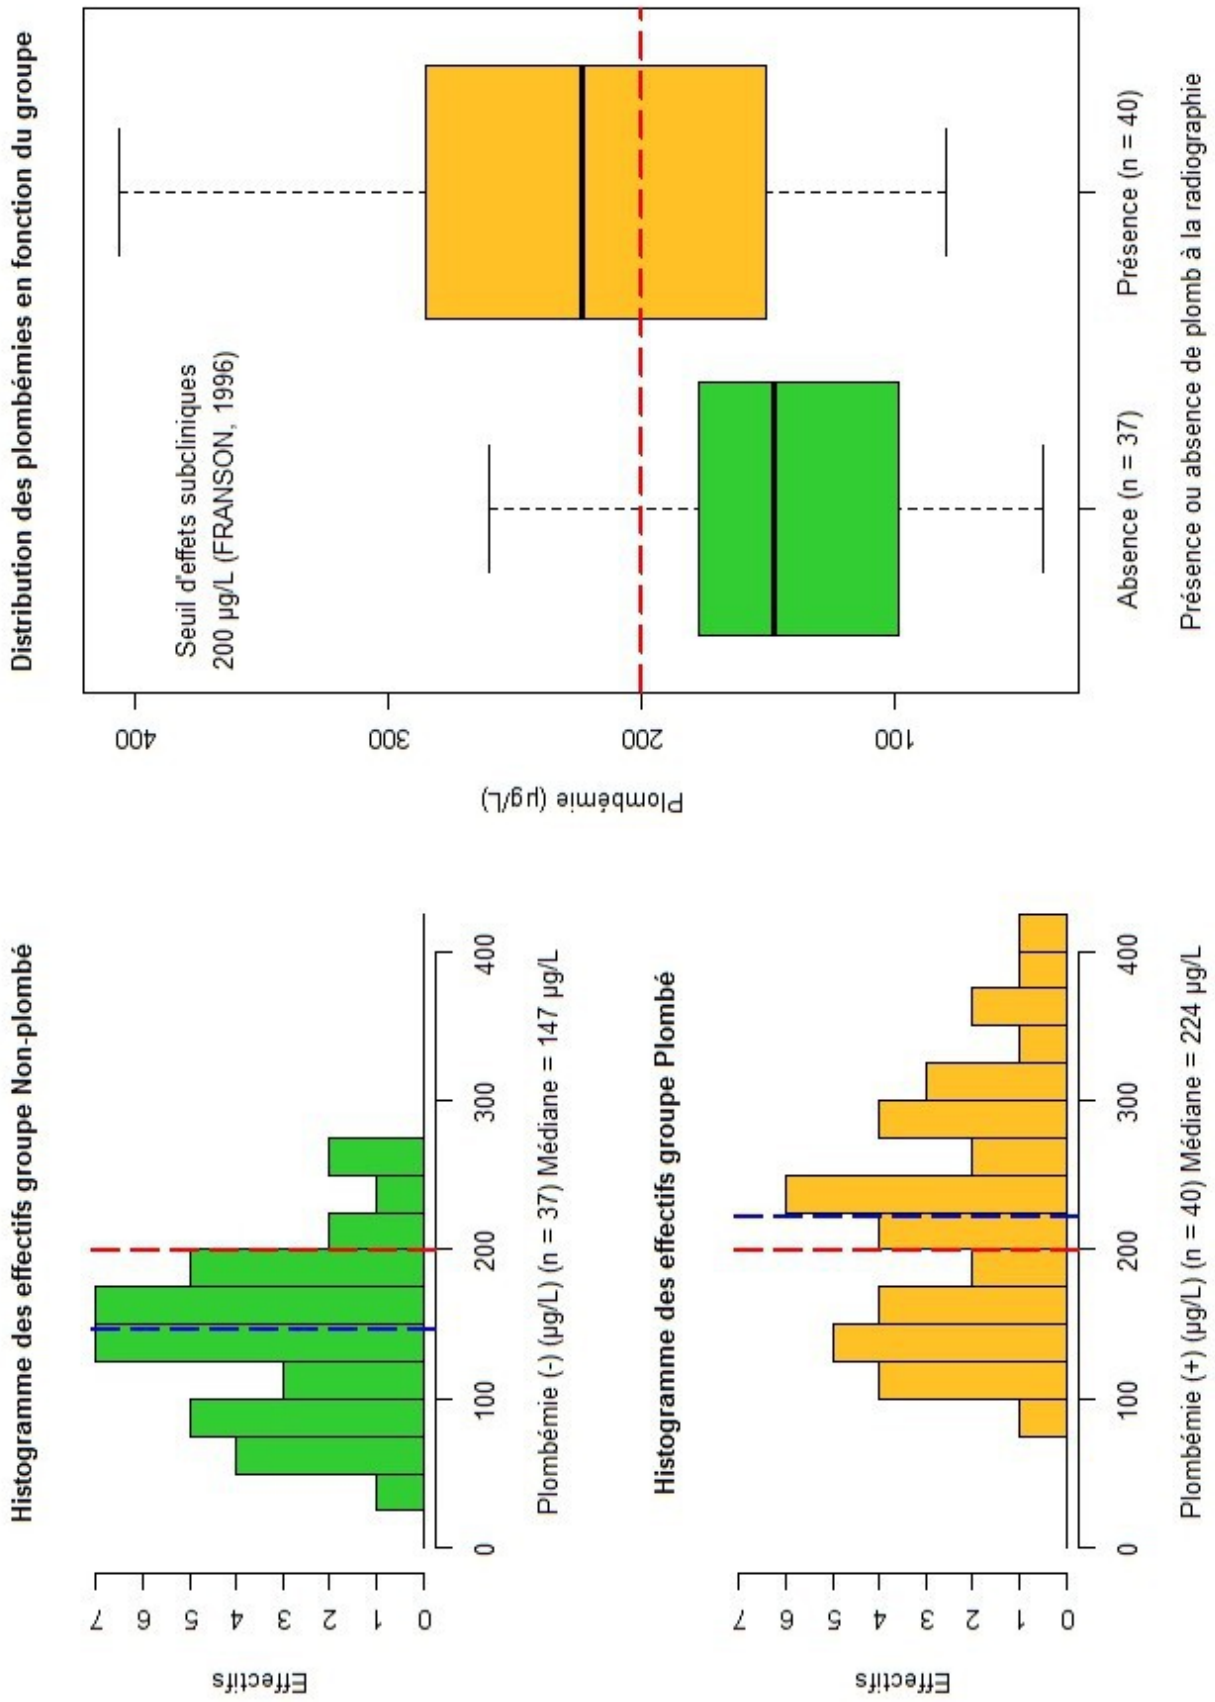 Histogramme des effectifs groupe Non-plombé
Effectifs
0 1 2 3 4 5 6 7
0 100 200 300 400
Plombémie (-) (µg/L) (n = 37) Médiane = 147 µg/L
Histogramme des effectifs groupe Plombé
Effectifs
0 1 2 3 4 5 6 7
0 100 200 300 400
Plombémie (+) (µg/L) (n = 40) Médiane = 224 µg/L
Distribution des plombémies en fonction du groupe
Plombémie (µg/L)
100 200 300 400
Seuil d'effets subcliniques
200 µg/L (FRANSON, 1996)
Absence (n = 37) Présence (n = 40)
Présence ou absence de plomb à la radiographie